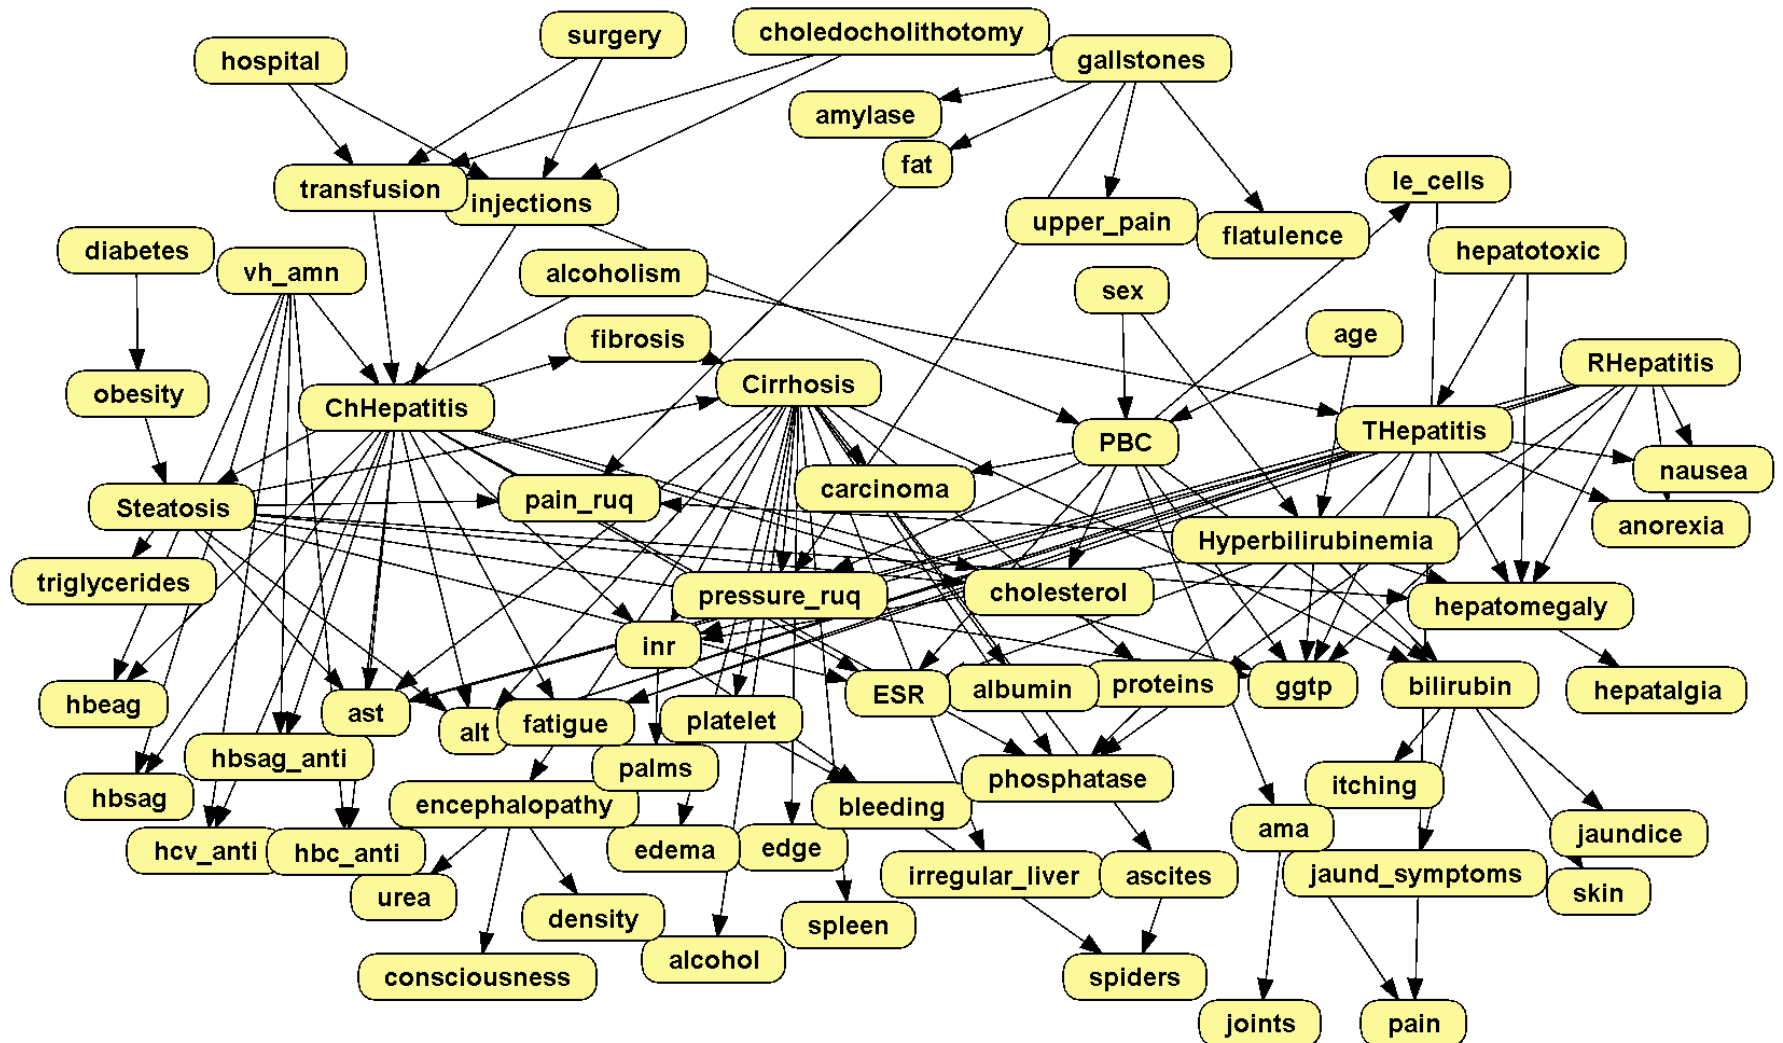 choledocholithotomy
surgery
hospital
gallstones
amylase
fat
le_cells
transfusion
injections
upper_pain
flatulence
diabetes
vh_amn
alcoholism
hepatotoxic
sex
fibrosis
age
RHepatitis
obesity
ChHepatitis
Cirrhosis
PBC
THepatitis
nausea
Steatosis
pain_ruq
carcinoma
anorexia
Hyperbilirubinemia
triglycerides
pressure_ruq
cholesterol
hepatomegaly
inr
hbeag
ast
alt
fatigue
platelet
ESR
albumin
proteins
ggtp
bilirubin
hepatalgia
hbsag_anti
palms
phosphatase
itching
hbsag
encephalopathy
bleeding
ama
jaundice
hcv_anti
hbc_anti
edema
edge
irregular_liver
ascites
jaund_symptoms
skin
urea
density
spleen
alcohol
consciousness
spiders
joints
pain